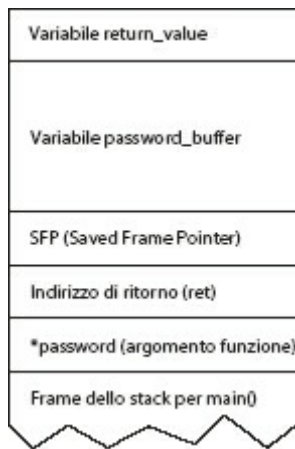 Variabile return_value
Variabile password_buffer
SFP (Saved Frame Pointer)
Indirizzo di ritorno (ret)
*password (argomento funzione)
Frame dello stack per main()